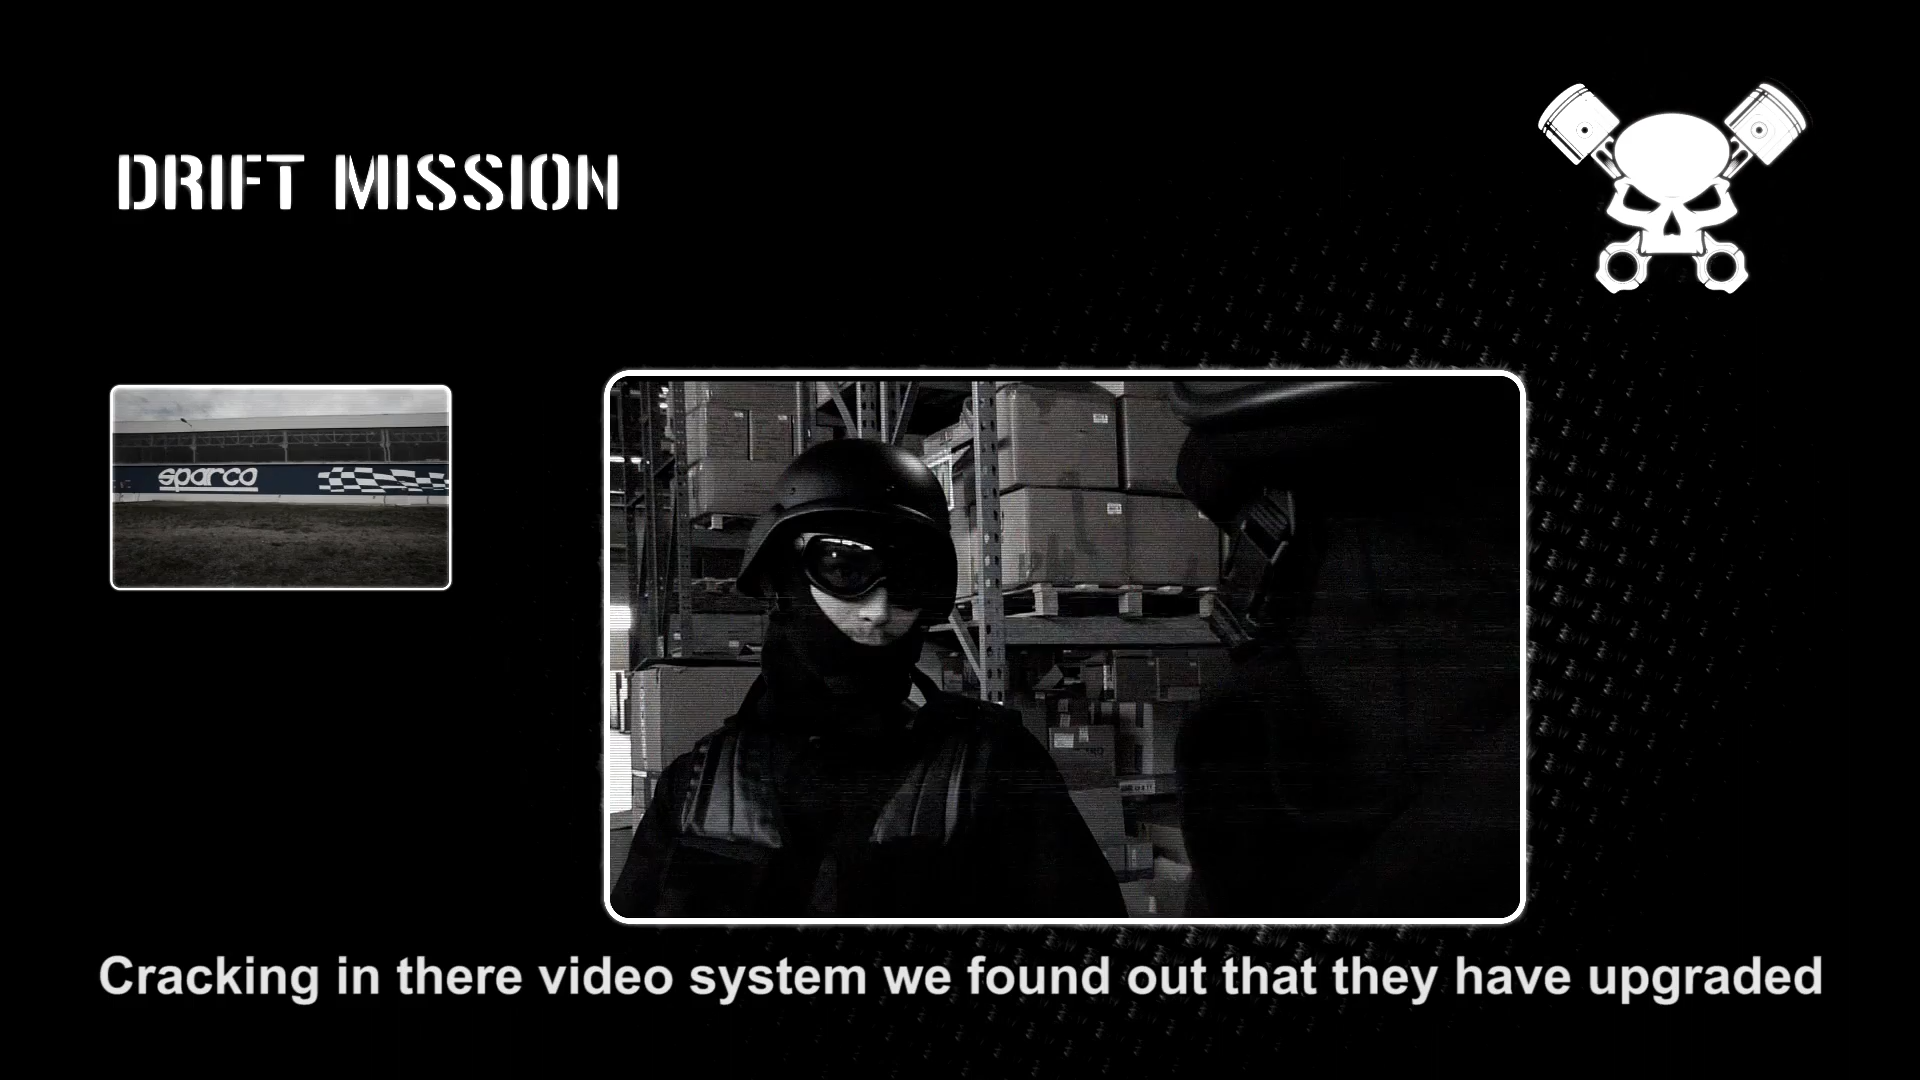 DRIFT MISSION
sparco
Cracking in there video system we found out that they have upgraded